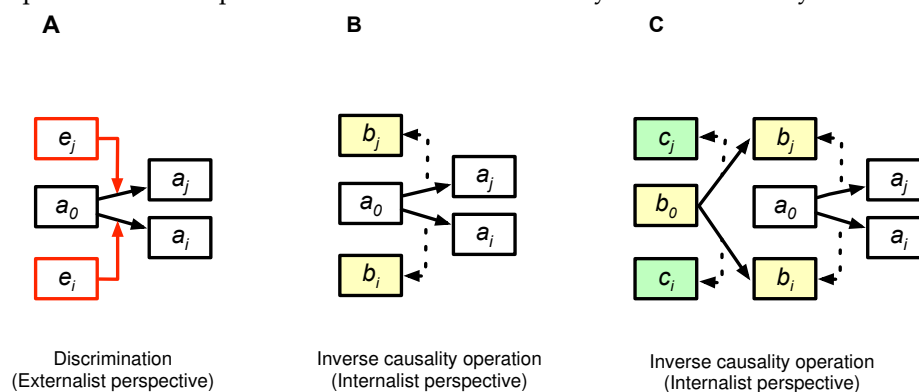 A
B
C
e_j
a_j
a_0
a_i
e_i
Discrimination
(Externalist perspective)
b_j
a_j
a_0
a_i
b_i
Inverse causality operation
(Internalist perspective)
c_j
b_j
a_j
b_0
a_0
a_i
c_i
b_i
Inverse causality operation
(Internalist perspective)